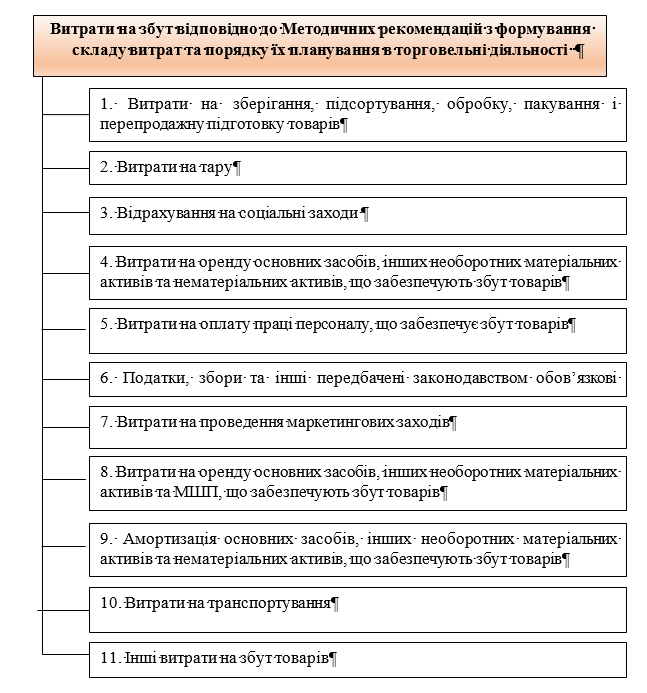 Витрати на збут відповідно до Методичних рекомендацій з формування
складу витрат та порядку їх планування в торговельні діяльності ¶
1. Витрати на зберігання, підсортування, обробку, пакування і
перепродажну підготовку товарів¶
2. Витрати на тару¶
3. Відрахування на соціальні заходи ¶
4. Витрати на оренду основних засобів, інших необоротних матеріальних
активів та нематеріальних активів, що забезпечують збут товарів¶
5. Витрати на оплату праці персоналу, що забезпечує збут товарів¶
6. Податки, збори та інші передбачені законодавством обов’язкові
7. Витрати на проведення маркетингових заходів¶
8. Витрати на оренду основних засобів, інших необоротних матеріальних
активів та МШП, що забезпечують збут товарів¶
9. Амортизація основних засобів, інших необоротних матеріальних
активів та нематеріальних активів, що забезпечують збут товарів¶
10. Витрати на транспортування¶
11. Інші витрати на збут товарів¶